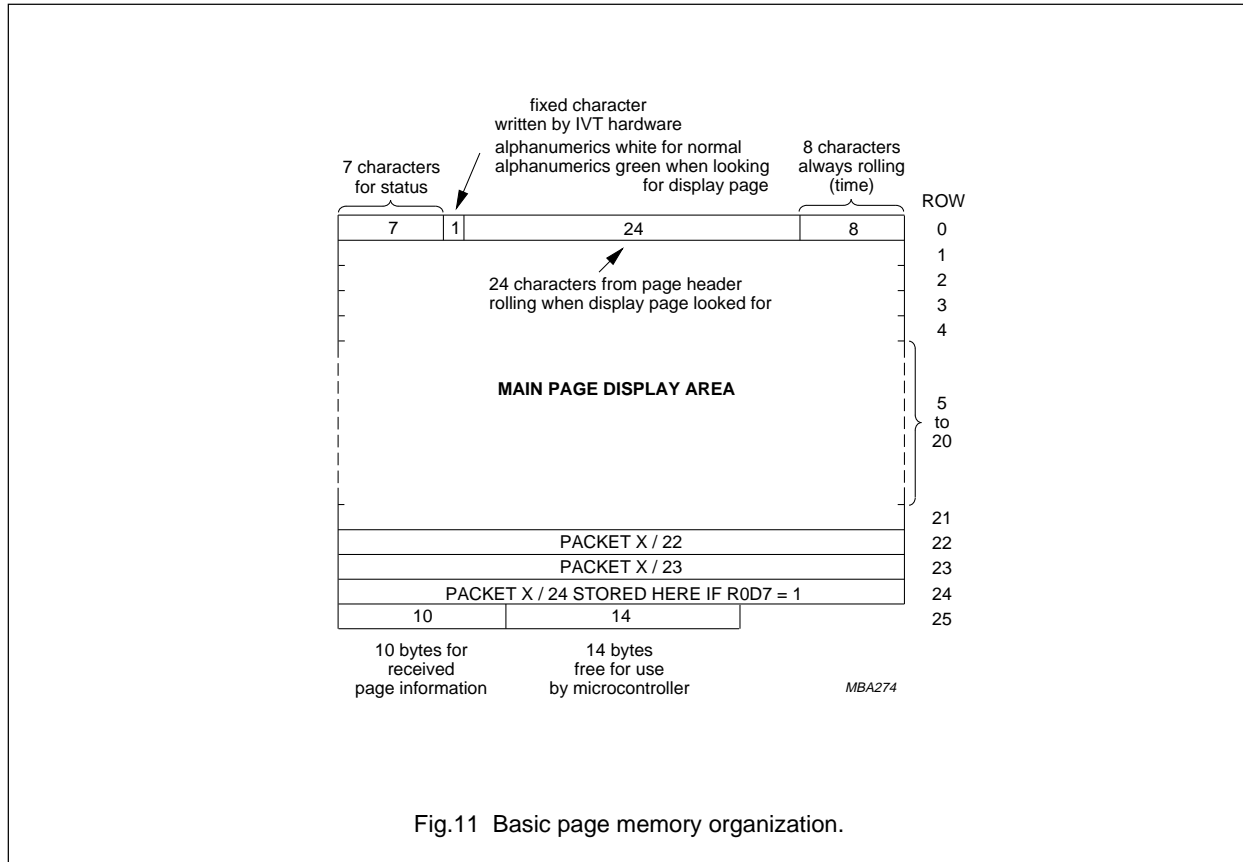 fixed character
written by IVT hardware
alphanumerics white for normal
alphanumerics green when looking
for display page
7 characters
for status
8 characters
always rolling
(time)
ROW
7 1 24 8 0
1
24 characters from page header
rolling when display page looked for
2
3
4
MAIN PAGE DISPLAY AREA
5
to
20
21
PACKET X / 22 22
PACKET X / 23 23
PACKET X / 24 STORED HERE IF R0D7 = 1 24
10 14 25
10 bytes for
received
page information
14 bytes
free for use
by microcontroller
MBA274
Fig.11 Basic page memory organization.